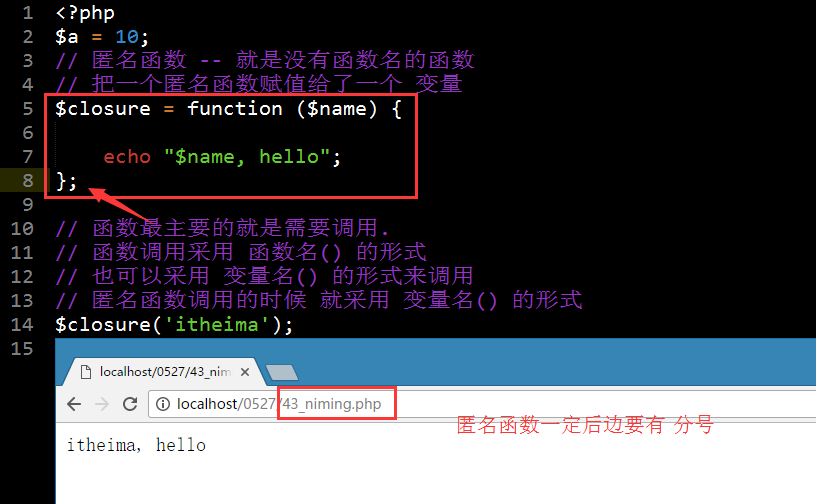 1 <?php
2 $a = 10;
3 // 匿名函数 -- 就是没有函数名的函数
4 // 把一个匿名函数赋值给了一个 变量
5 $closure = function ($name) {
6
7 echo "$name, hello";
8 };
9
10 // 函数最主要的就是需要调用.
11 // 函数调用采用 函数名() 的形式
12 // 也可以采用 变量名() 的形式来调用
13 // 匿名函数调用的时候 就采用 变量名() 的形式
14 $closure('itheima');
15
localhost/0527/43_nim
localhost/0527/43_niming.php
匿名函数一定后边要有 分号
itheima, hello